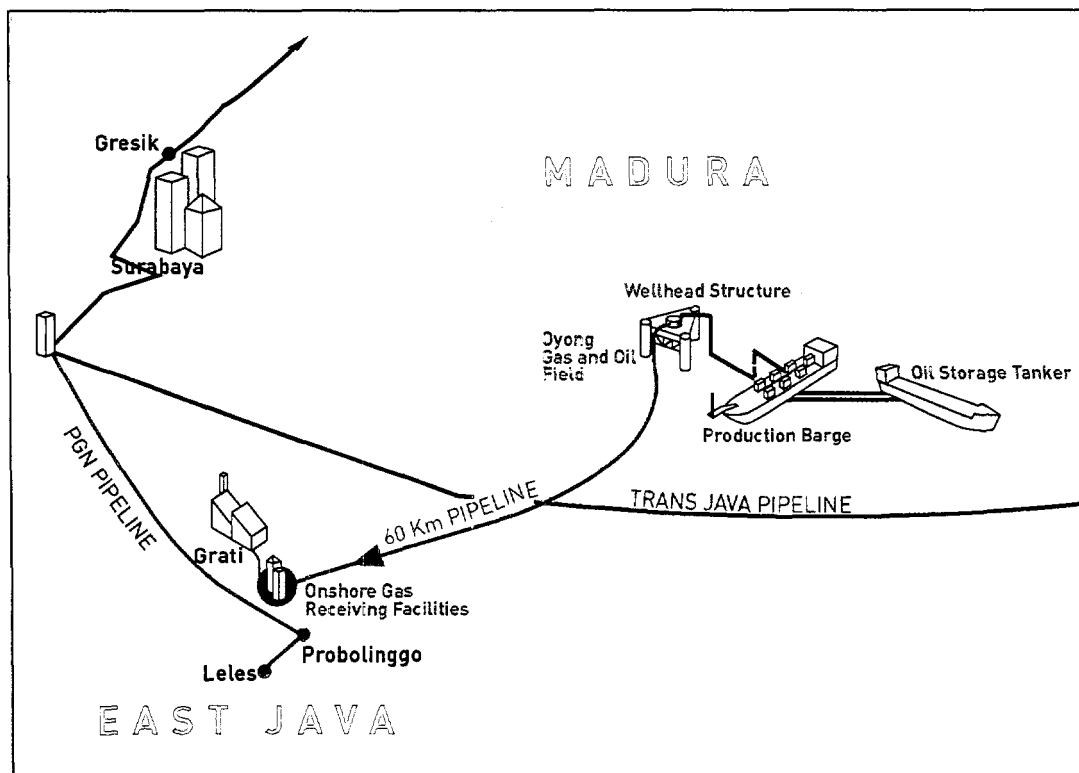 Gresik
MADURA
Surabaya
Wellhead Structure
Oyong
Gas and Oil
Field
Oil Storage Tanker
Production Barge
PGN PIPELINE
60 Km PIPELINE
TRANS JAVA PIPELINE
Grati
Onshore Gas
Receiving Facilities
Probolinggo
Leles
EAST JAVA